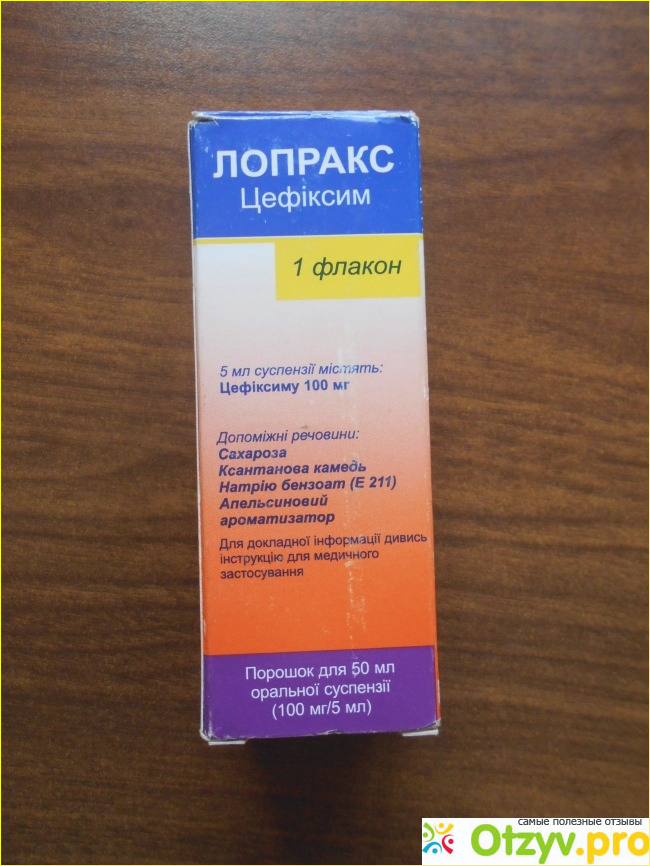 ЛОПРАКС
Цефіксим
1 флакон
5 мл суспензії містять:
Цефіксиму 100 мг
Допоміжні речовини:
Сахароза
Ксантанова камедь
Натрію бензоат (Е 211)
Апельсиновий
ароматизатор
Для докладної інформації дивись
інструкцію для медичного
застосування
Порошок для 50 мл
оральної суспензії
(100 мг/5 мл)
самые полезные отзывы
Otzyv.pro